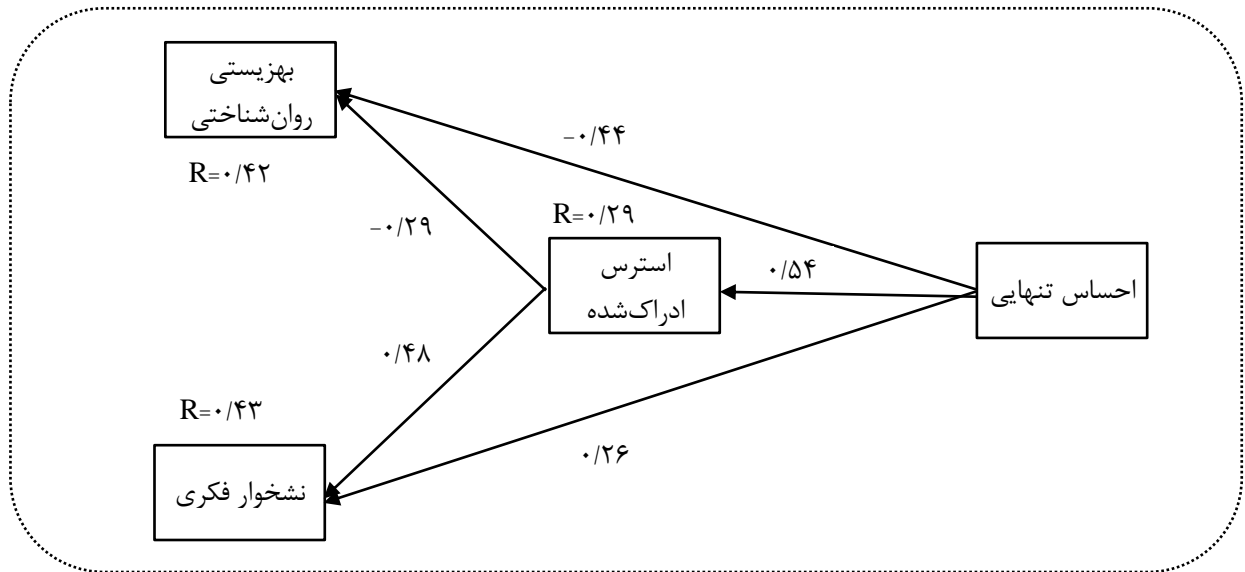 بهزیستی
روان‌شناختی
R=۰/۴۲
-۰/۴۴
-۰/۲۹
R=۰/۲۹
استرس
ادراک‌شده
۰/۵۴
احساس تنهایی
۰/۴۸
R=۰/۴۳
نشخوار فکری
۰/۲۶